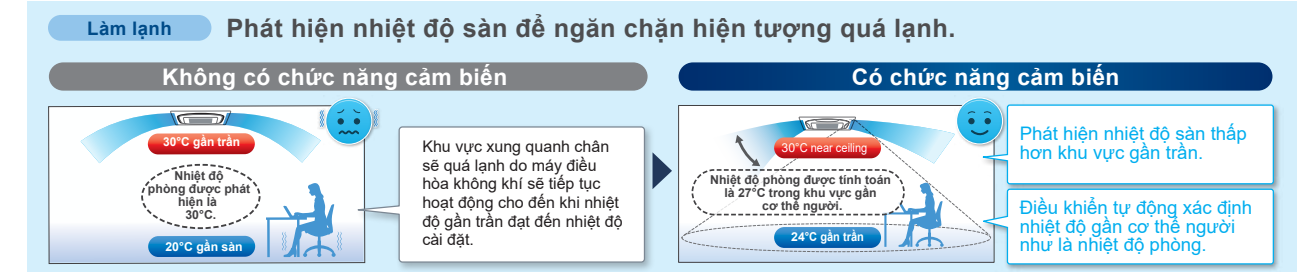 Làm lạnh
Phát hiện nhiệt độ sàn để ngăn chặn hiện tượng quá lạnh.
Không có chức năng cảm biến
30°C gần trần
Nhiệt độ
phòng được phát
hiện là
30°C.
20°C gần sàn
Khu vực xung quanh chân
sẽ quá lạnh do máy điều
hòa không khí sẽ tiếp tục
hoạt động cho đến khi nhiệt
độ gần trần đạt đến nhiệt độ
cài đặt.
Có chức năng cảm biến
30°C near ceiling
Nhiệt độ phòng được tính toán
là 27°C trong khu vực gần
cơ thể người.
24°C gần trần
Phát hiện nhiệt độ sàn thấp
hơn khu vực gần trần.
Điều khiển tự động xác định
nhiệt độ gần cơ thể người
như là nhiệt độ phòng.